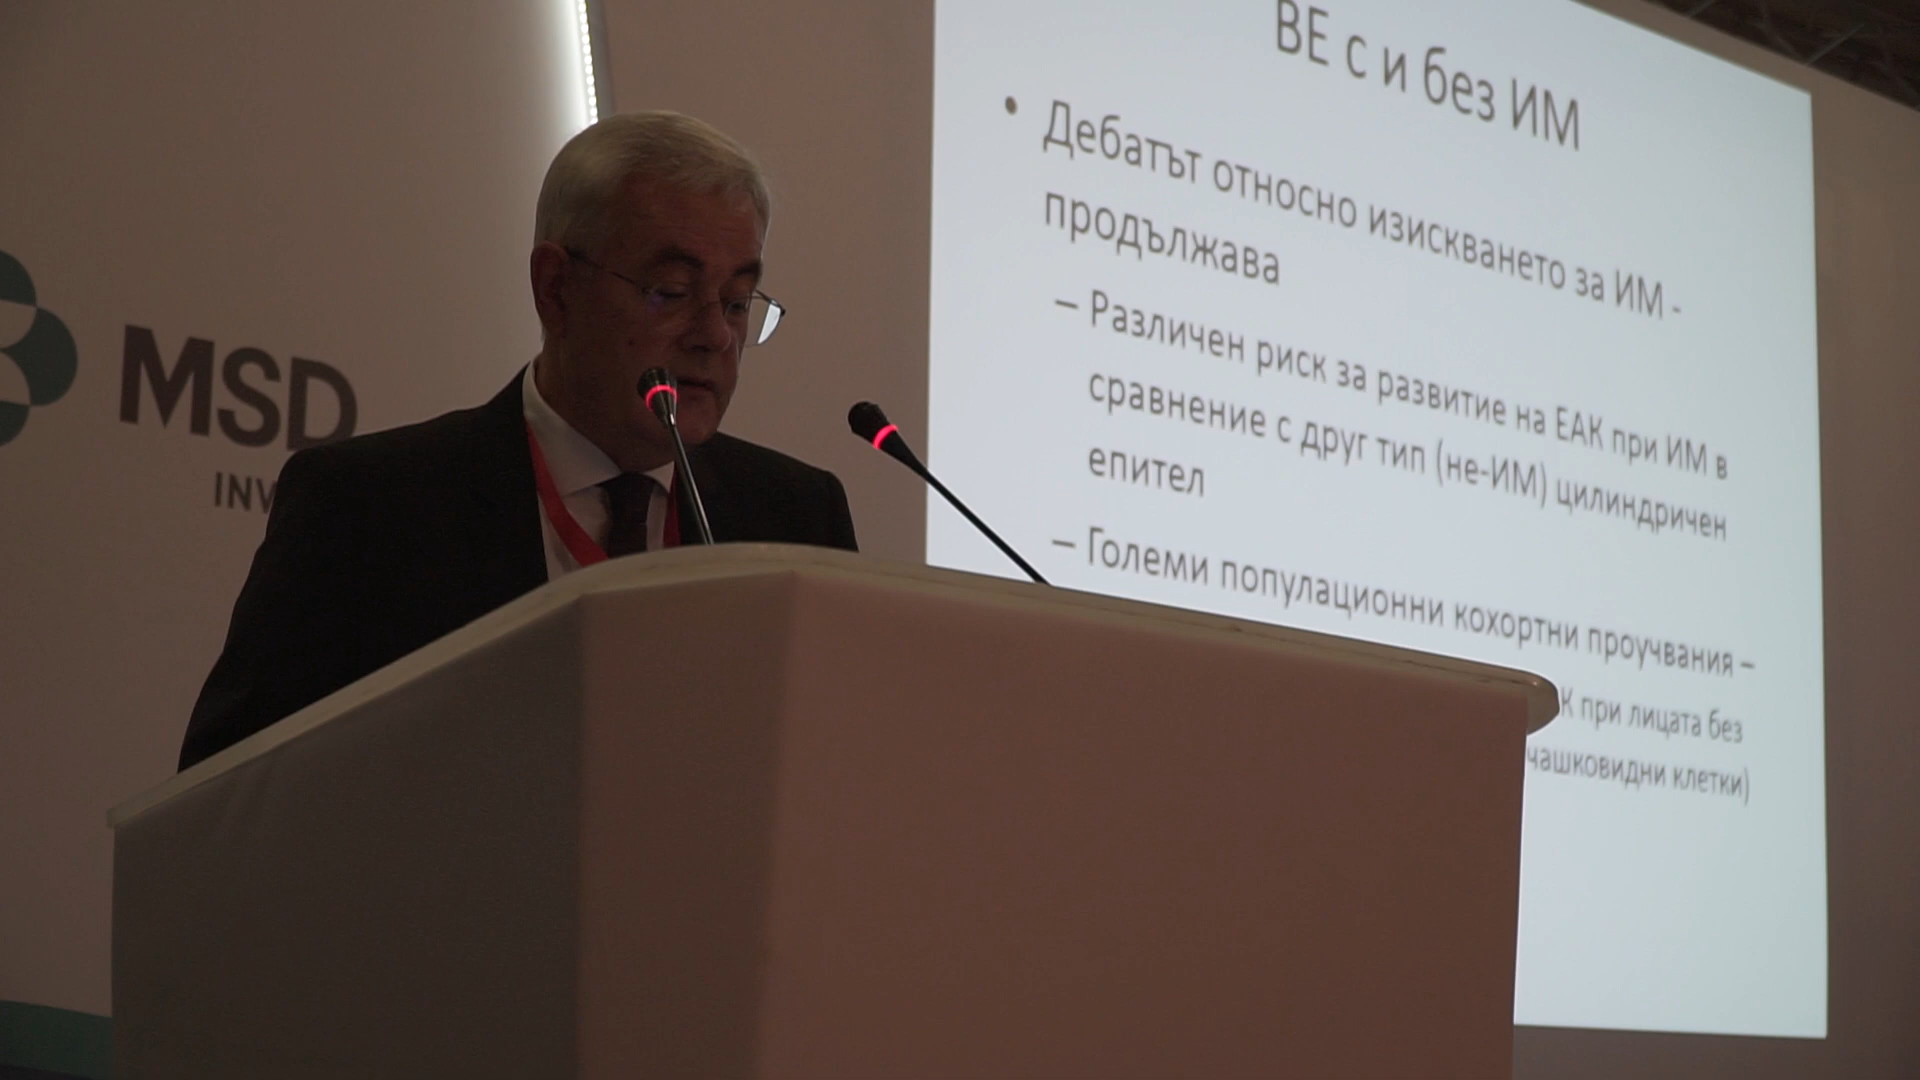 MSD
INV
ВЕ с и без ИМ
• Дебатът относно изискването за ИМ -
продължава
– Различен риск за развитие на ЕАК при ИМ в
сравнение с друг тип (не-ИМ) цилиндричен
епител
– Големи популационни кохортни проучвания –
К при лицата без
чашковидни клетки)